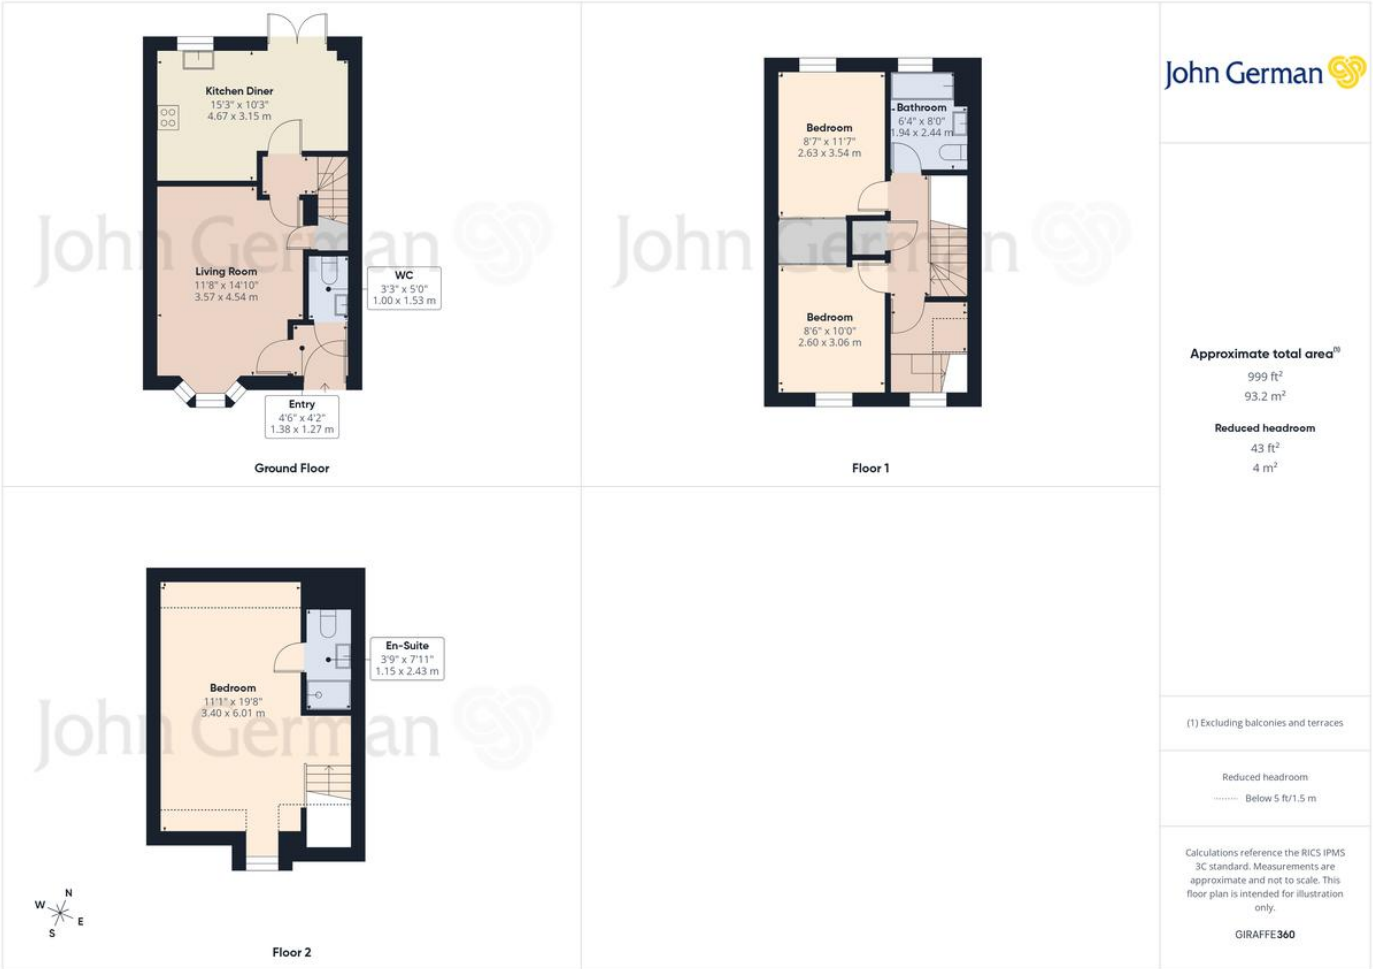 Kitchen Diner
15'3" x 10'3"
4.67 x 3.15 m
Living Room
11'8" x 14'10"
3.57 x 4.54 m
WC
3'3" x 5'0"
1.00 x 1.53 m
Entry
4'6" x 4'2"
1.38 x 1.27 m
John German
Ground Floor
Bedroom
8'7" x 11'7"
2.63 x 3.54 m
Bathroom
6'4" x 8'0"
1.94 x 2.44 m
Bedroom
8'6" x 10'0"
2.60 x 3.06 m
John German
Floor 1
Bedroom
11'1" x 19'8"
3.40 x 6.01 m
En-Suite
3'9" x 7'11"
1.15 x 2.43 m
John German
N
W
E
S
Floor 2
John German
Approximate total area(1)
999 ft²
93.2 m²
Reduced headroom
43 ft²
4 m²
(1) Excluding balconies and terraces
Reduced headroom
Below 5 ft/1.5 m
Calculations reference the RICS IPMS
3C standard. Measurements are
approximate and not to scale. This
floor plan is intended for illustration
only.
GIRAFFE360